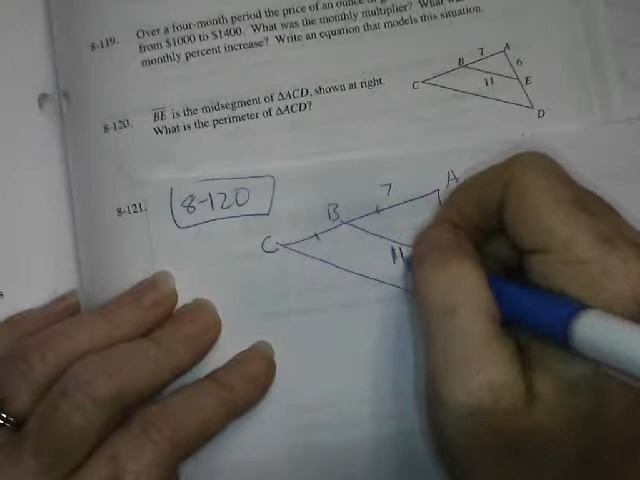 8-119. Over a four-month period the price of an ounce of
from $1000 to $1400. What was the monthly multiplier? What
monthly percent increase? Write an equation that models this situation.
8-120. BE is the midsegment of ΔACD, shown at right.
What is the perimeter of ΔACD?
A
7
B
6
C
11
E
D
8-121.
8-120
A
7
B
C
11